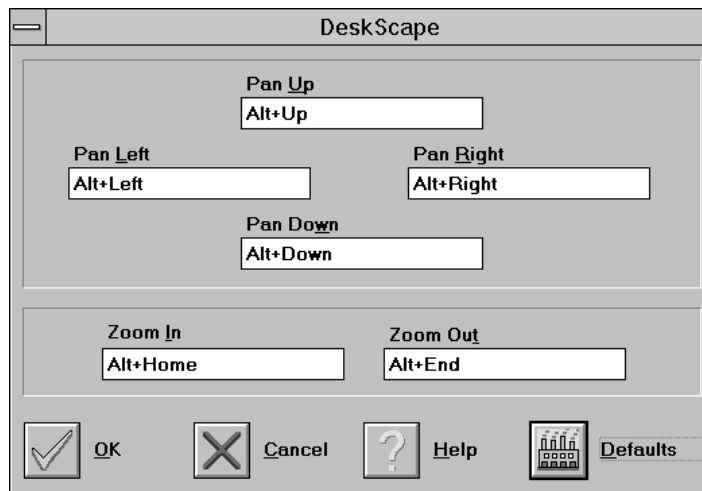 DeskScape
Pan Up
Alt+Up
Pan Left
Alt+Left
Pan Right
Alt+Right
Pan Down
Alt+Down
Zoom In
Alt+Home
Zoom Out
Alt+End
OK
Cancel
? Help
Defaults